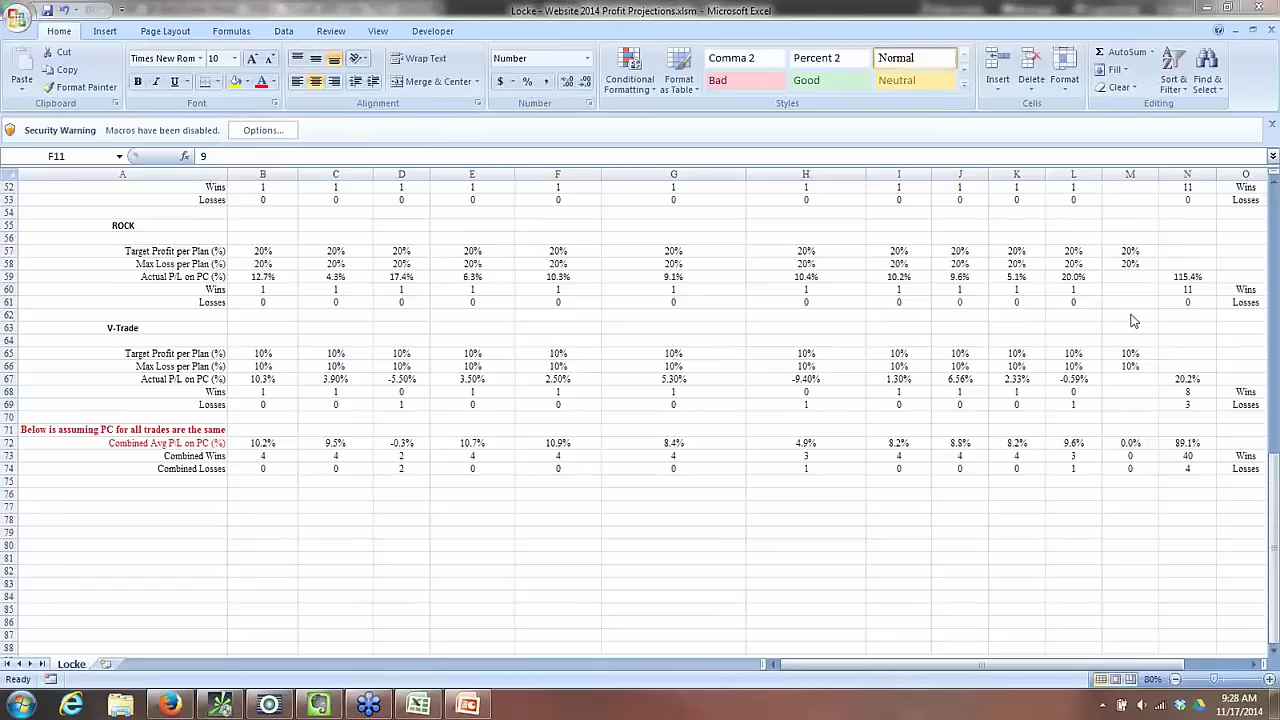 Locke - Website 2014 Profit Projections.xlsm - Microsoft Excel
Home Insert Page Layout Formulas Data Review View Developer
Cut Times New Rom 10 Wrap Text Number Comma 2 Percent 2 Normal AutoSum
Copy Fill
Paste Format Painter B I U Merge & Center $ % , Conditional Formatting Format as Table Bad Good Neutral Insert Delete Format Clear Sort & Filter Find & Select
Clipboard Font Alignment Number Styles Cells Editing
Security Warning Macros have been disabled. Options...
F11 fx 9
A B C D E F G H I J K L M N O
52 Wins 1 1 1 1 1 1 1 1 1 1 1 11 Wins
53 Losses 0 0 0 0 0 0 0 0 0 0 0 0 Losses
54
55 ROCK
56
57 Target Profit per Plan (%) 20% 20% 20% 20% 20% 20% 20% 20% 20% 20% 20% 20%
58 Max Loss per Plan (%) 20% 20% 20% 20% 20% 20% 20% 20% 20% 20% 20% 20%
59 Actual P/L on PC (%) 12.7% 4.3% 17.4% 6.3% 10.3% 9.1% 10.4% 10.2% 9.6% 5.1% 20.0% 115.4%
60 Wins 1 1 1 1 1 1 1 1 1 1 1 11 Wins
61 Losses 0 0 0 0 0 0 0 0 0 0 0 0 Losses
62
63 V-Trade
64
65 Target Profit per Plan (%) 10% 10% 10% 10% 10% 10% 10% 10% 10% 10% 10% 10%
66 Max Loss per Plan (%) 10% 10% 10% 10% 10% 10% 10% 10% 10% 10% 10% 10%
67 Actual P/L on PC (%) 10.3% 3.90% -5.50% 3.50% 2.50% 5.30% -9.40% 1.30% 6.56% 2.33% -0.59% 20.2%
68 Wins 1 1 0 1 1 1 0 1 1 1 0 8 Wins
69 Losses 0 0 1 0 0 0 1 0 0 0 1 3 Losses
70
71 Below is assuming PC for all trades are the same
72 Combined Avg P/L on PC (%) 10.2% 9.5% -0.3% 10.7% 10.9% 8.4% 4.9% 8.2% 8.8% 8.2% 9.6% 0.0% 89.1%
73 Combined Wins 4 4 2 4 4 4 3 4 4 4 3 0 40 Wins
74 Combined Losses 0 0 2 0 0 0 1 0 0 0 1 0 4 Losses
75
76
77
78
79
80
81
82
83
84
85
86
87
88
Locke
Ready 80%
9:28 AM
11/17/2014